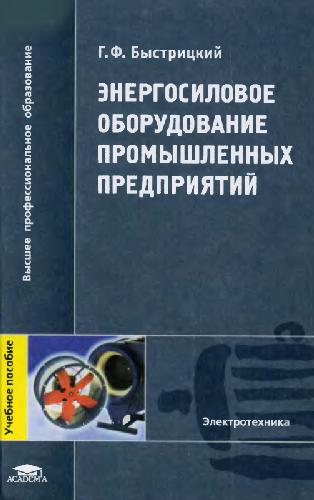 Г.Ф. Быстрицкий
ЭНЕРГОСИЛОВОЕ
ОБОРУДОВАНИЕ
ПРОМЫШЛЕННЫХ
ПРЕДПРИЯТИЙ
Высшее профессиональное образование
Учебное пособие
Электротехника
ACADEMA